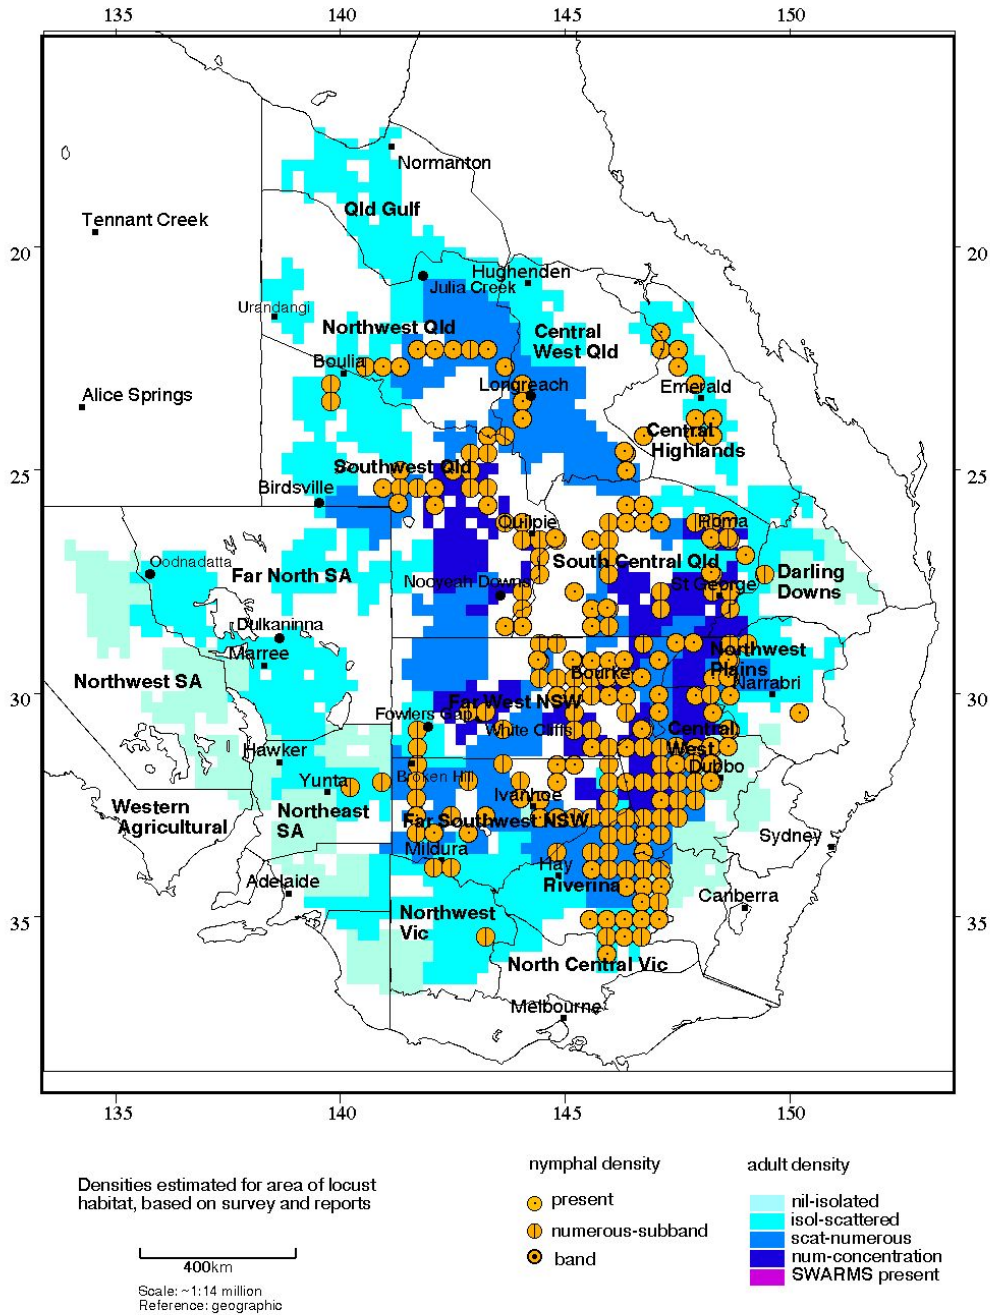 135 140 145 150
Normanton
Qld Gulf
Tennant Creek
20 20
Hughenden
Julia Creek
Urandangi
Northwest Qld
Central
West Qld
Boulia
Longreach
Emerald
Alice Springs
Central
Highlands
Southwest Qld
25 25
Birdsville
Quilpie
Roma
Oodnadatta
South Central Qld
Far North SA
Darling
Downs
Nooyeah Downs
St George
Dulkaninna
Marree
Northwest
Plains
Bourke
Northwest SA
Narrabri
30 30
Far West NSW
Fowlers Gap
White Cliffs
Central
West
Hawker
Broken Hill
Dubbo
Yunta
Ivanhoe
Western
Agricultural
Northeast
SA
Far Southwest NSW
Sydney
Mildura
Hay
Adelaide
Riverina
Canberra
Northwest
Vic
35 35
North Central Vic
Melbourne
135 140 145 150
nymphal density
present
numerous-subband
band
adult density
nil-isolated
isol-scattered
scat-numerous
num-concentration
SWARMS present
Densities estimated for area of locust
habitat, based on survey and reports
400km
Scale: ~1:14 million
Reference: geographic